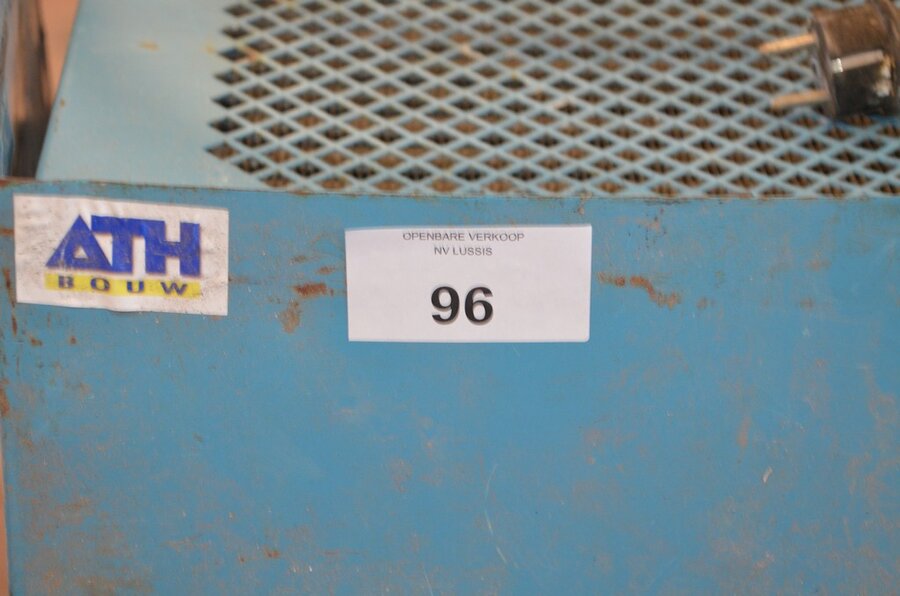 ATH
BOUW
OPENBARE VERKOOP
NV LUSSIS
96